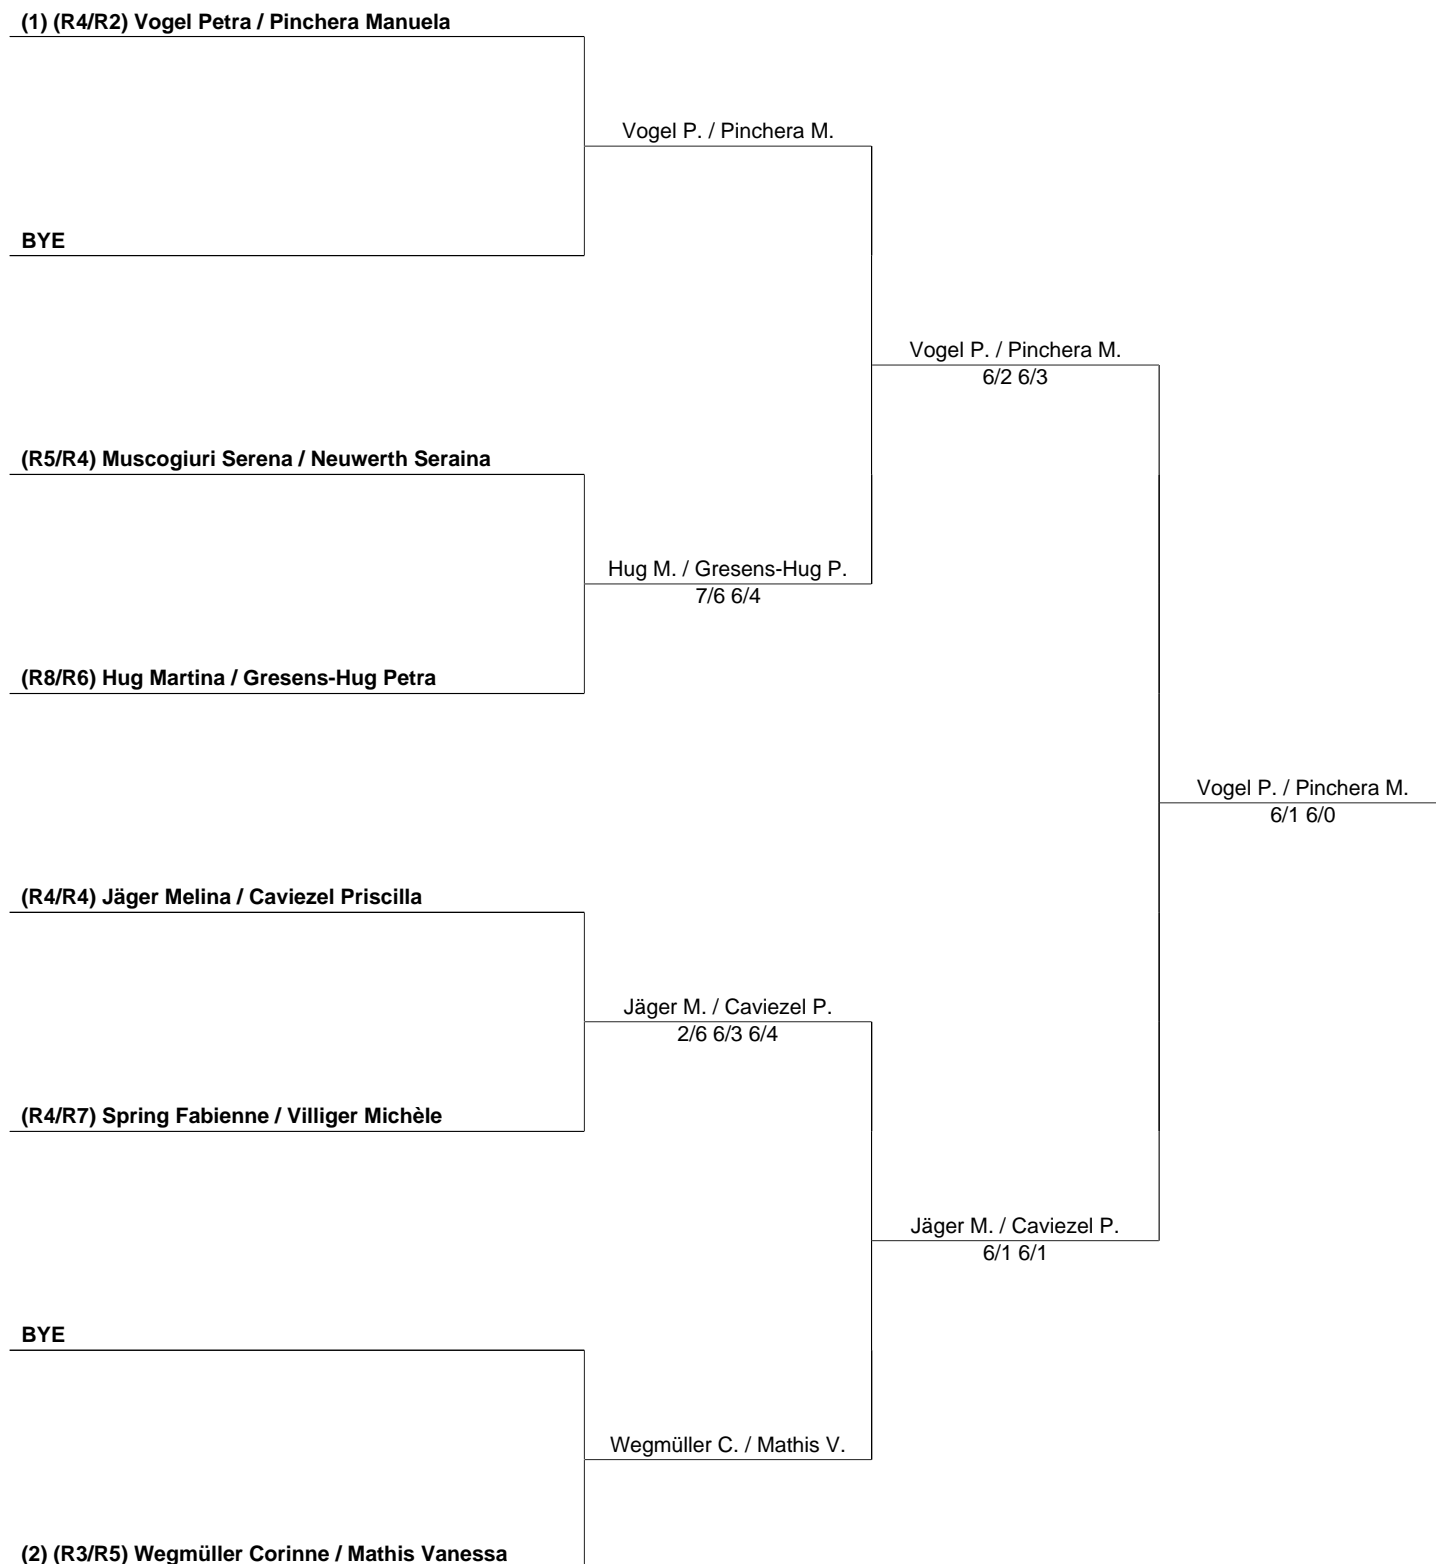 (1) (R4/R2) Vogel Petra / Pinchera Manuela
Vogel P. / Pinchera M.
BYE
Vogel P. / Pinchera M.
6/2 6/3
(R5/R4) Muscogiuri Serena / Neuwerth Seraina
Hug M. / Gresens-Hug P.
7/6 6/4
(R8/R6) Hug Martina / Gresens-Hug Petra
Vogel P. / Pinchera M.
6/1 6/0
(R4/R4) Jäger Melina / Caviezel Priscilla
Jäger M. / Caviezel P.
2/6 6/3 6/4
(R4/R7) Spring Fabienne / Villiger Michèle
Jäger M. / Caviezel P.
6/1 6/1
BYE
Wegmüller C. / Mathis V.
(2) (R3/R5) Wegmüller Corinne / Mathis Vanessa